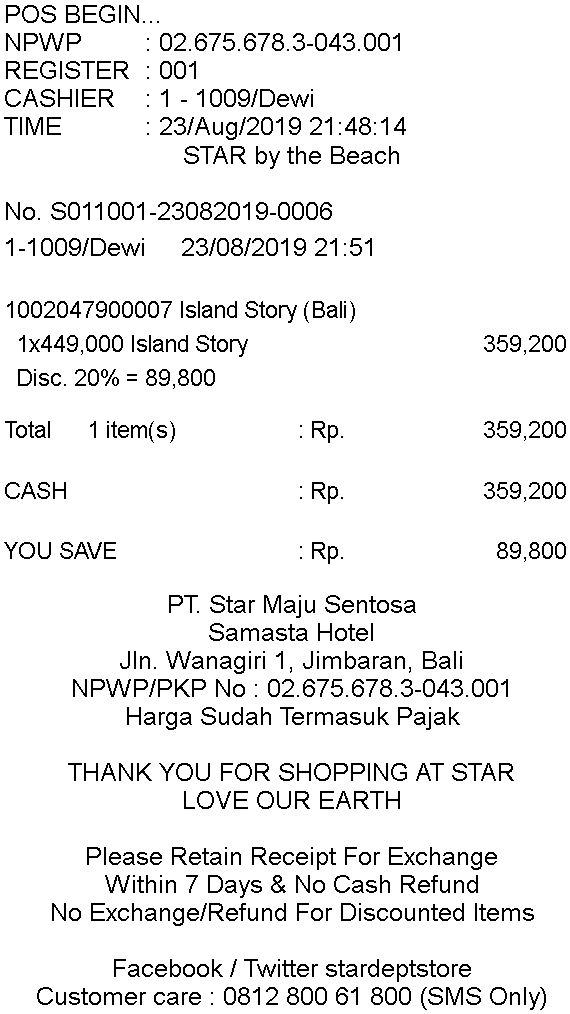 POS BEGIN...
NPWP : 02.675.678.3-043.001
REGISTER : 001
CASHIER : 1 - 1009/Dewi
TIME : 23/Aug/2019 21:48:14
STAR by the Beach
No. S011001-23082019-0006
1-1009/Dewi 23/08/2019 21:51
1002047900007 Island Story (Bali)
1x449,000 Island Story 359,200
Disc. 20% = 89,800
Total 1 item(s) : Rp. 359,200
CASH : Rp. 359,200
YOU SAVE : Rp. 89,800
PT. Star Maju Sentosa
Samasta Hotel
Jln. Wanagiri 1, Jimbaran, Bali
NPWP/PKP No : 02.675.678.3-043.001
Harga Sudah Termasuk Pajak
THANK YOU FOR SHOPPING AT STAR
LOVE OUR EARTH
Please Retain Receipt For Exchange
Within 7 Days & No Cash Refund
No Exchange/Refund For Discounted Items
Facebook / Twitter stardeptstore
Customer care : 0812 800 61 800 (SMS Only)